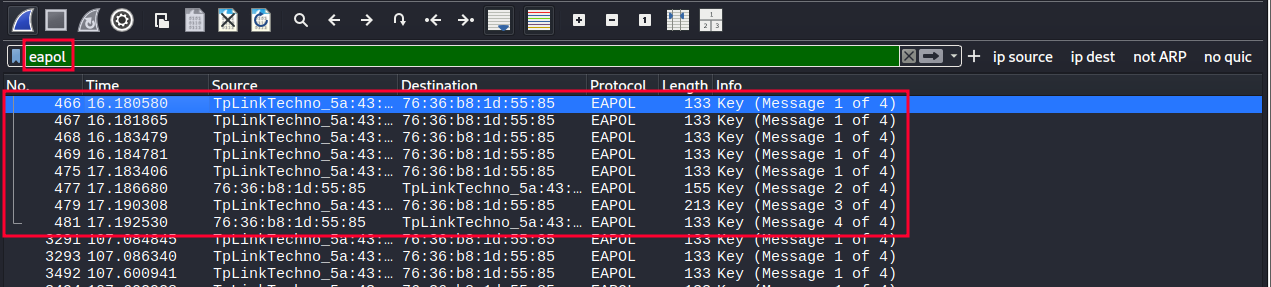 1
1 2 3
eapol
ip source ip dest not ARP no quic
No. Time Source Destination Protocol Length Info
466 16.180580 TpLinkTechno_5a:43:… 76:36:b8:1d:55:85 EAPOL 133 Key (Message 1 of 4)
467 16.181865 TpLinkTechno_5a:43:… 76:36:b8:1d:55:85 EAPOL 133 Key (Message 1 of 4)
468 16.183479 TpLinkTechno_5a:43:… 76:36:b8:1d:55:85 EAPOL 133 Key (Message 1 of 4)
469 16.184781 TpLinkTechno_5a:43:… 76:36:b8:1d:55:85 EAPOL 133 Key (Message 1 of 4)
475 17.183406 TpLinkTechno_5a:43:… 76:36:b8:1d:55:85 EAPOL 133 Key (Message 1 of 4)
477 17.186680 76:36:b8:1d:55:85 TpLinkTechno_5a:43:… EAPOL 155 Key (Message 2 of 4)
479 17.190308 TpLinkTechno_5a:43:… 76:36:b8:1d:55:85 EAPOL 213 Key (Message 3 of 4)
481 17.192530 76:36:b8:1d:55:85 TpLinkTechno_5a:43:… EAPOL 133 Key (Message 4 of 4)
3291 107.084845 TpLinkTechno_5a:43:… 76:36:b8:1d:55:85 EAPOL 133 Key (Message 1 of 4)
3293 107.086340 TpLinkTechno_5a:43:… 76:36:b8:1d:55:85 EAPOL 133 Key (Message 1 of 4)
3492 107.600941 TpLinkTechno_5a:43:… 76:36:b8:1d:55:85 EAPOL 133 Key (Message 1 of 4)